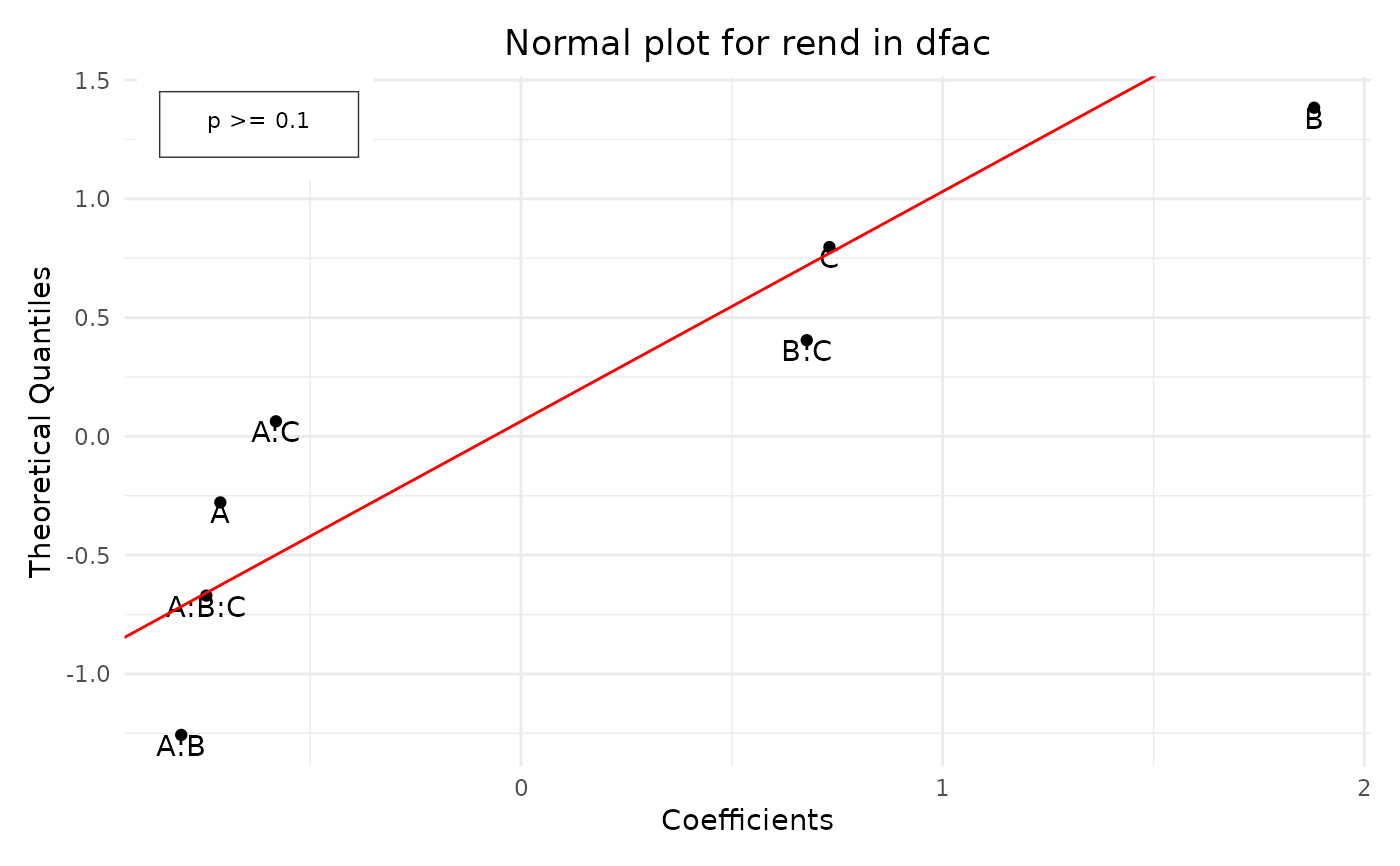 Normal plot for rend in dfac
p >= 0.1
1.5
1.0
0.5
0.0
-0.5
-1.0
Theoretical Quantiles
B
C
B:C
A:C
A
A:B:C
A:B
0 1 2
Coefficients